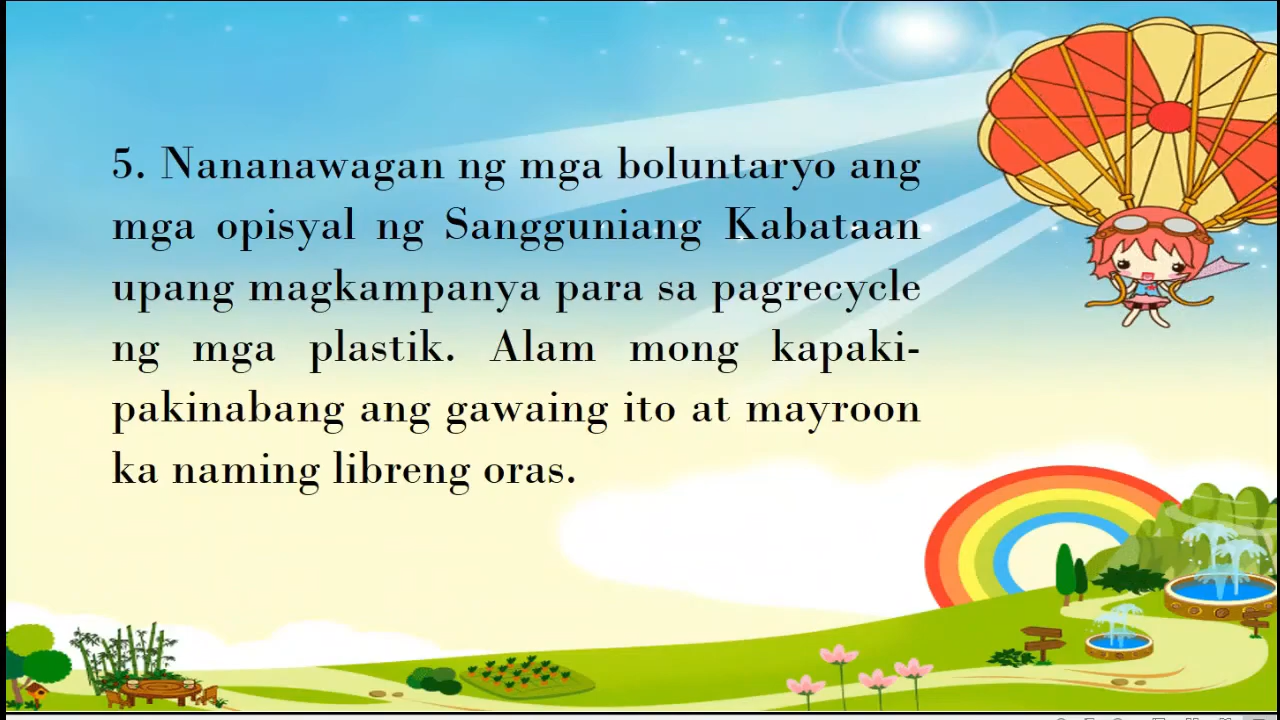 5. Nananawagan ng mga boluntaryo ang
mga opisyal ng Sangguniang Kabataan
upang magkampanya para sa pagrecycle
ng mga plastik. Alam mong kapaki-
pakinabang ang gawaing ito at mayroon
ka naming libreng oras.